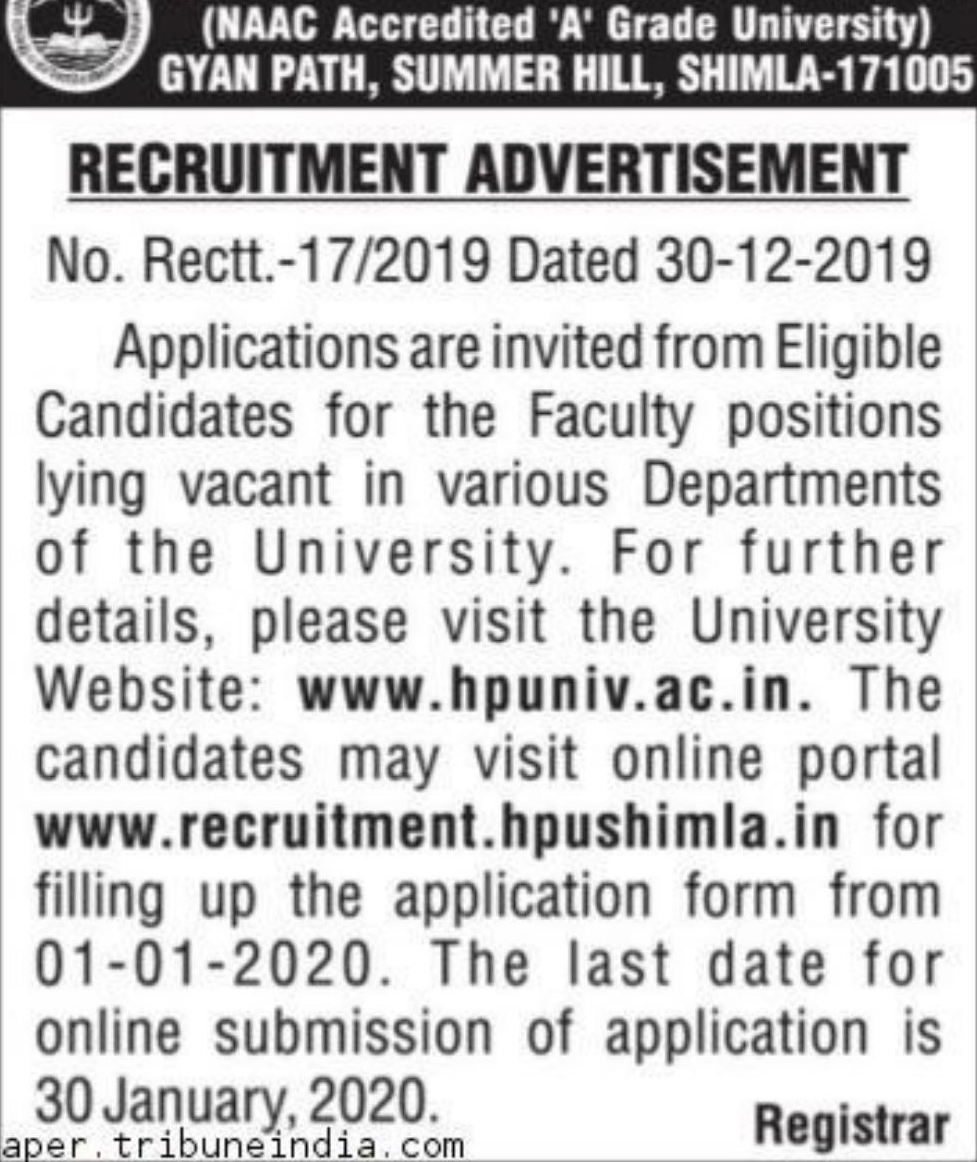 (NAAC Accredited 'A' Grade University)
GYAN PATH, SUMMER HILL, SHIMLA-171005
RECRUITMENT ADVERTISEMENT
No. Rectt.-17/2019 Dated 30-12-2019
Applications are invited from Eligible
Candidates for the Faculty positions
lying vacant in various Departments
of the University. For further
details, please visit the University
Website: www.hpuniv.ac.in. The
candidates may visit online portal
www.recruitment.hpushimla.in for
filling up the application form from
01-01-2020. The last date for
online submission of application is
30 January, 2020.
Registrar
aper.tribuneindia.com